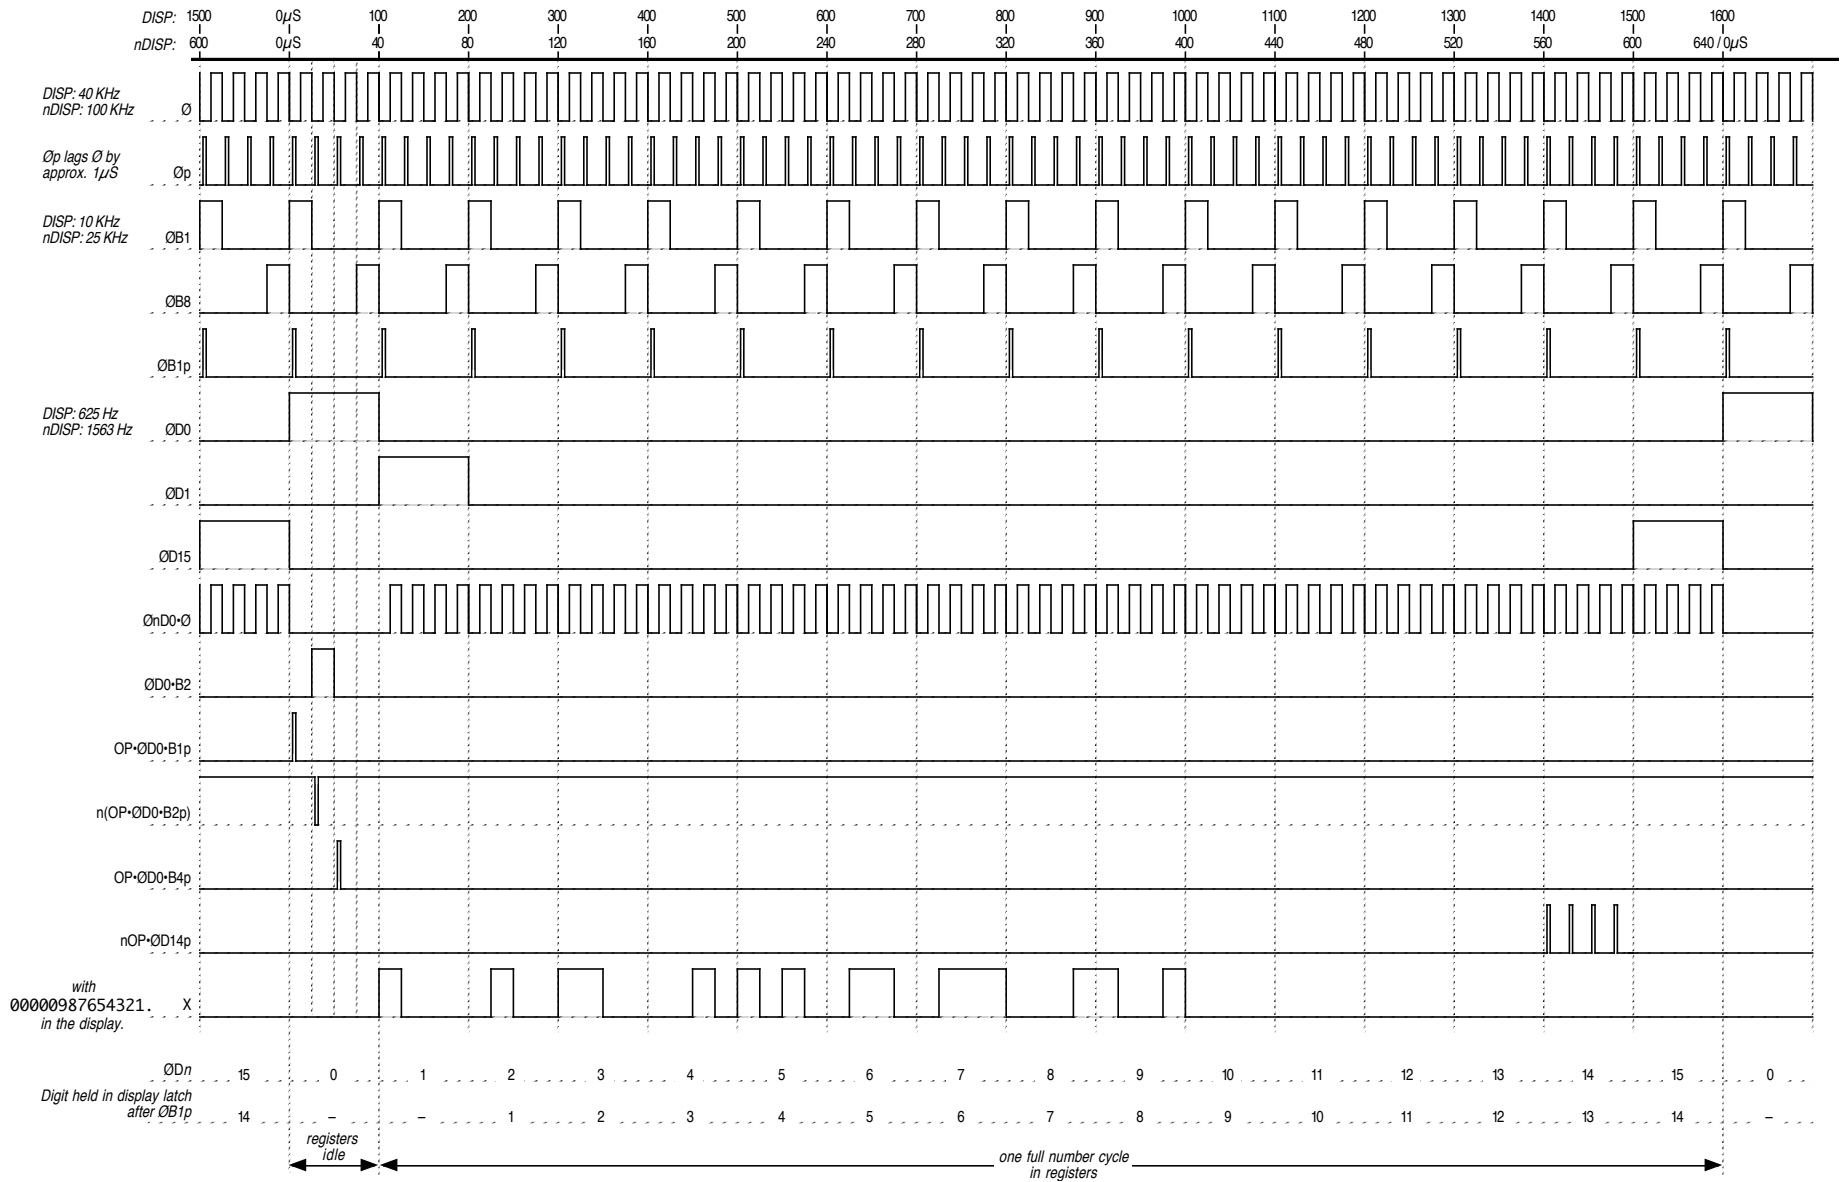 DISP: 1500 0µS 100 200 300 400 500 600 700 800 900 1000 1100 1200 1300 1400 1500 1600
nDISP: 600 0µS 40 80 120 160 200 240 280 320 360 400 440 480 520 560 600 640 / 0µS
DISP: 40 KHz
nDISP: 100 KHz Ø
Øp lags Ø by
approx. 1µS Øp
DISP: 10 KHz
nDISP: 25 KHz ØB1
ØB8
ØB1p
DISP: 625 Hz
nDISP: 1563 Hz ØD0
ØD1
ØD15
ØnD0•Ø
ØD0•B2
OP•ØD0•B1p
n(OP•ØD0•B2p)
OP•ØD0•B4p
nOP•ØD14p
with
00000987654321. X
in the display.
ØDn 15 0 1 2 3 4 5 6 7 8 9 10 11 12 13 14 15 0
Digit held in display latch
after ØB1p 14 – – 1 2 3 4 5 6 7 8 9 10 11 12 13 14 –
registers
idle
one full number cycle
in registers